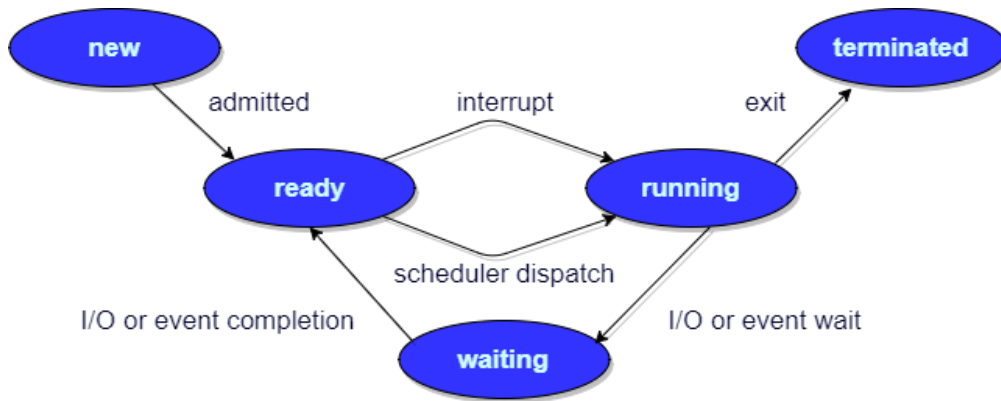 new
terminated
admitted
interrupt
exit
ready
running
scheduler dispatch
I/O or event completion
I/O or event wait
waiting